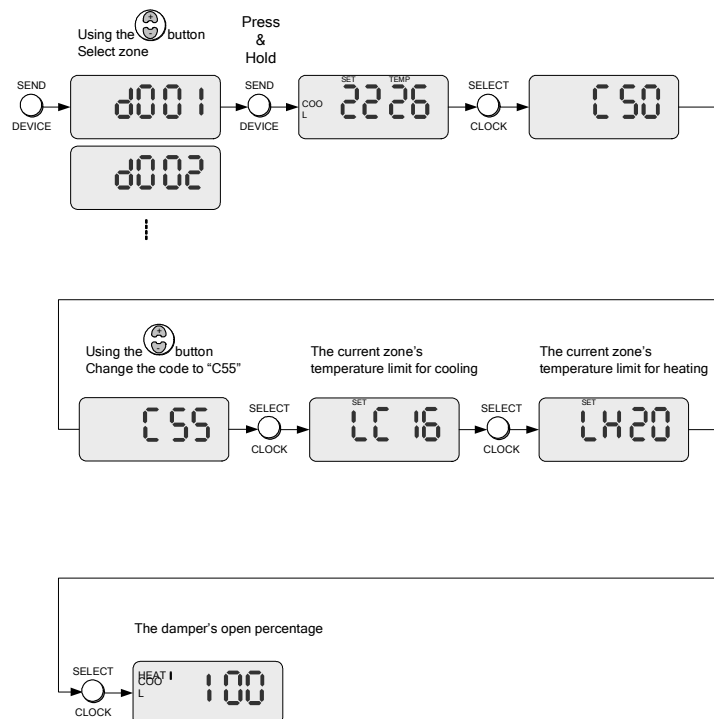 Using the button
Select zone
Press
&
Hold
SEND
DEVICE
d001
SEND
DEVICE
SET TEMP
COO
L
2226
SELECT
CLOCK
C50
d002
Using the button
Change the code to “C55”
The current zone's
temperature limit for cooling
The current zone's
temperature limit for heating
C55
SELECT
CLOCK
SET
LC 16
SELECT
CLOCK
SET
LH20
The damper's open percentage
SELECT
CLOCK
HEAT
COO
L
100